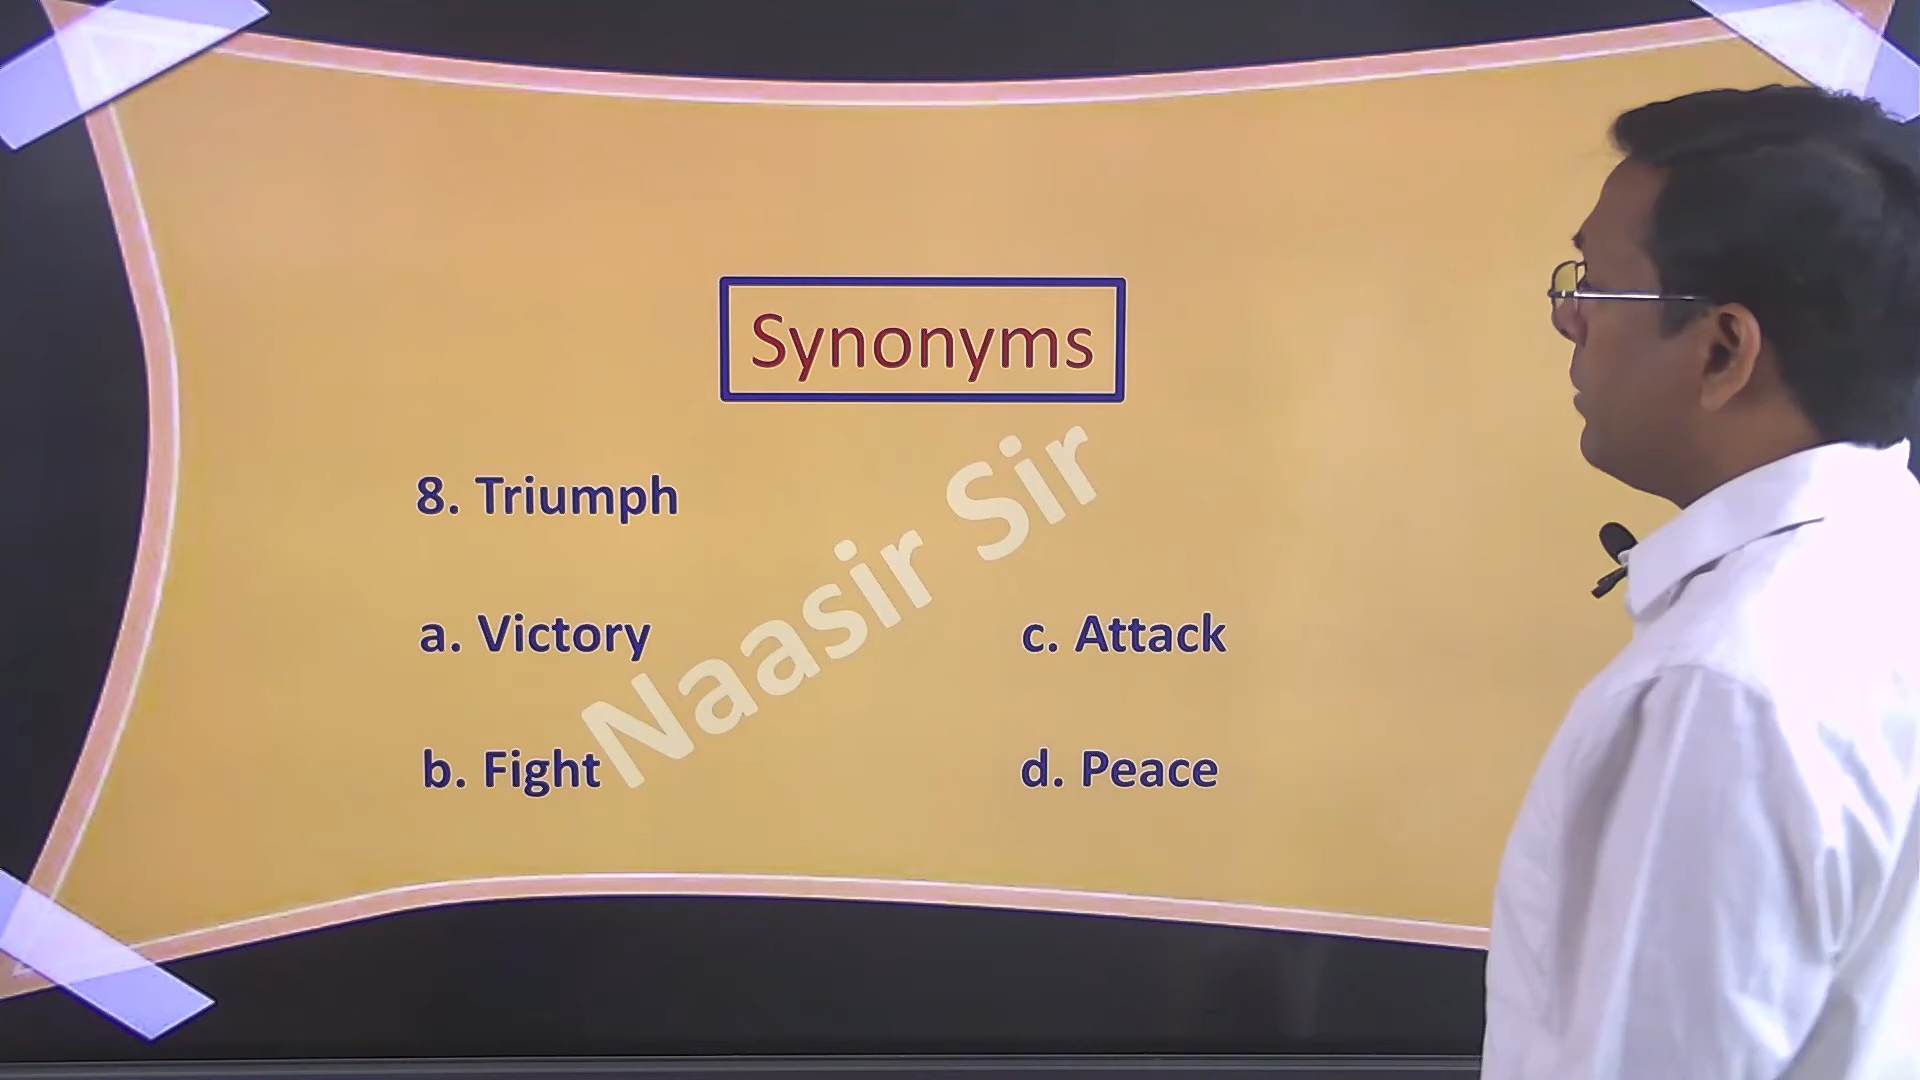 Synonyms
8. Triumph
a. Victory
c. Attack
b. Fight
d. Peace
Naasir Sir